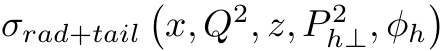 σ_{rad+tail} (x, Q^2, z, P_{h⊥}^2, ϕ_h)